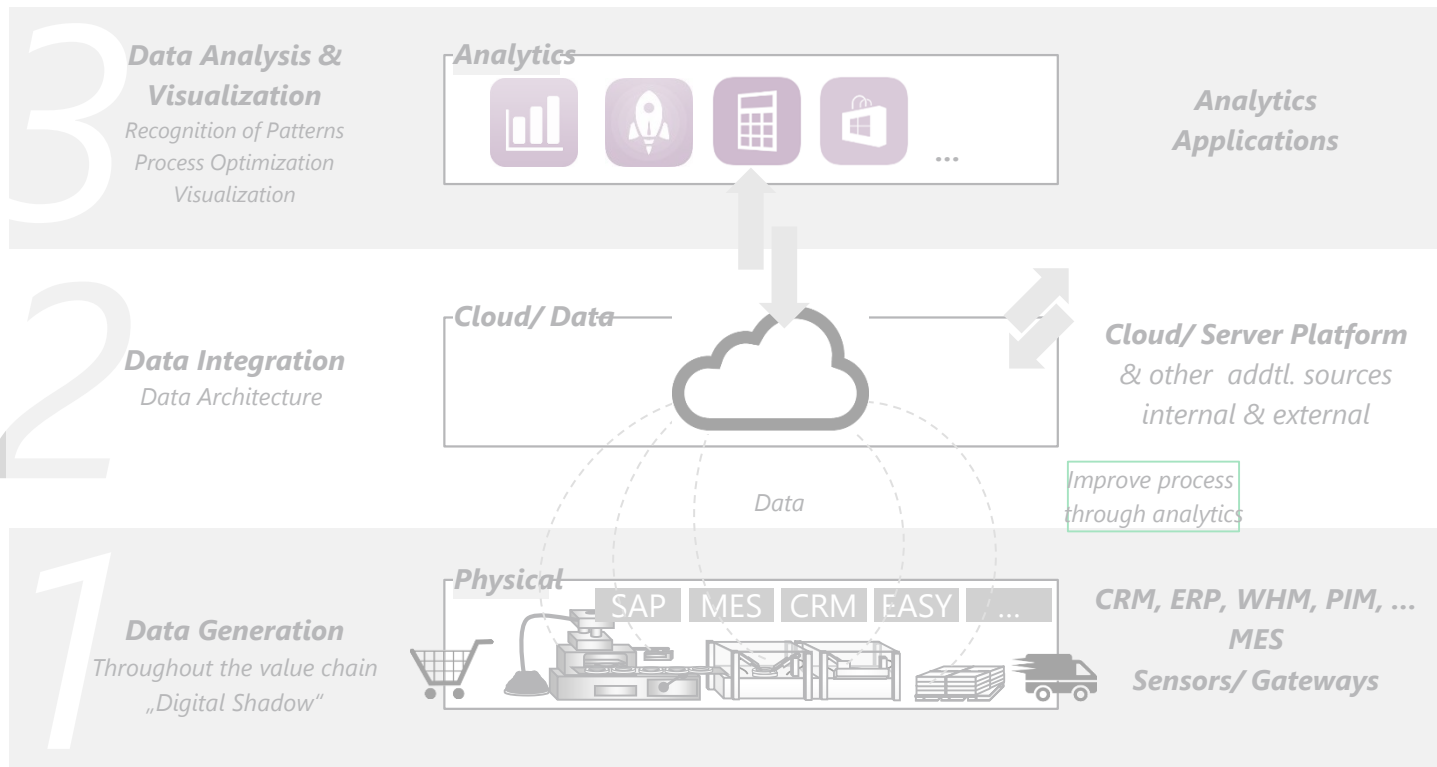 3
Data Analysis &
Visualization
Recognition of Patterns
Process Optimization
Visualization
Analytics
...
Analytics
Applications
2
Data Integration
Data Architecture
Cloud/ Data
Cloud/ Server Platform
& other addtl. sources
internal & external
Data
Improve process
through analytics
1
Data Generation
Throughout the value chain
„Digital Shadow“
Physical
SAP MES CRM EASY ...
CRM, ERP, WHM, PIM, ...
MES
Sensors/ Gateways